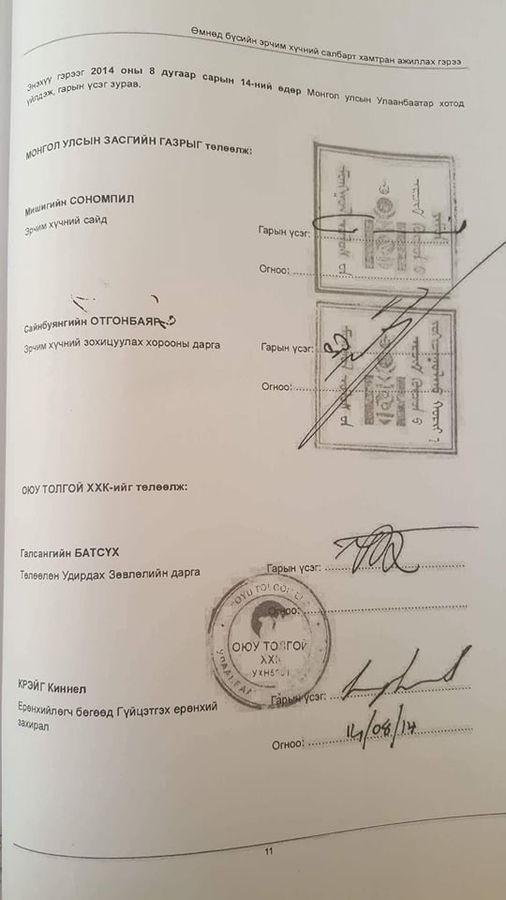 Өмнөд бүсийн эрчим хүчний салбарт хамтран ажиллах гэрээ
Энэхүү гэрээг 2014 оны 8 дугаар сарын 14-ний өдөр Монгол улсын Улаанбаатар хотод
үйлдэж, гарын үсэг зурав.
МОНГОЛ УЛСЫН ЗАСГИЙН ГАЗРЫГ төлөөлж:
Мишигийн СОНОМПИЛ
Эрчим хүчний сайд
Гарын үсэг:
Огноо:
Сайнбуянгийн ОТГОНБАЯР
Эрчим хүчний зохицуулах хорооны дарга
Гарын үсэг:
Огноо:
ОЮУ ТОЛГОЙ ХХК-ийг төлөөлж:
Галсангийн БАТСҮХ
Төлөөлөн Удирдах Зөвлөлийн дарга
Гарын үсэг:
Огноо:
ОЮУ ТОЛГОЙ
ХХК
КРЭЙГ Киннел
Ерөнхийлөгч бөгөөд Гүйцэтгэх ерөнхий
захирал
Гарын үсэг:
Огноо: 14/08/14
11